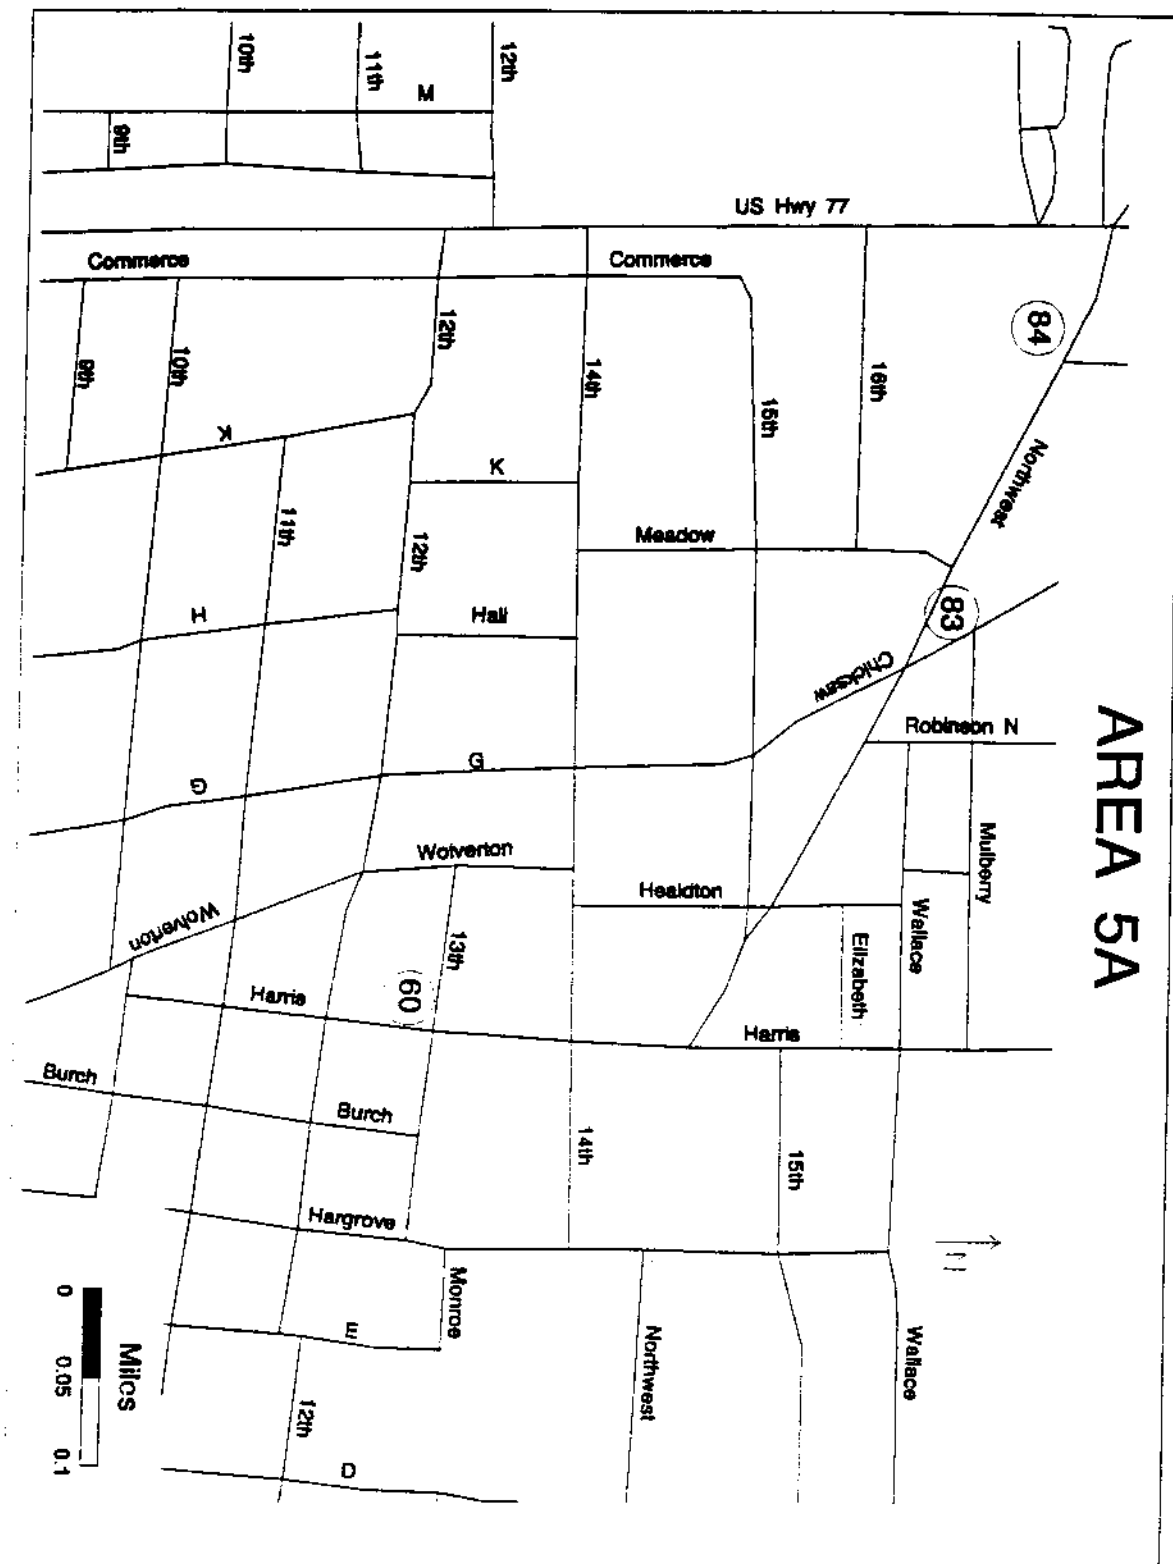 AREA 5A
10th
11th
12th
M
9th
US Hwy 77
Commerce
Commerce
84
12th
14th
16th
9th
10th
15th
K
K
Northwest
11th
12th
Meadow
83
H
Hall
Chicksaw
Robinson N
G
G
Mulberry
Wolverton
Healdton
Wallace
Wolverton
13th
Elizabeth
Harris
60
Harris
Burch
Burch
14th
15th
Hargrove
Monroe
E
Northwest
Wallace
12th
D
Miles
0 0.05 0.1